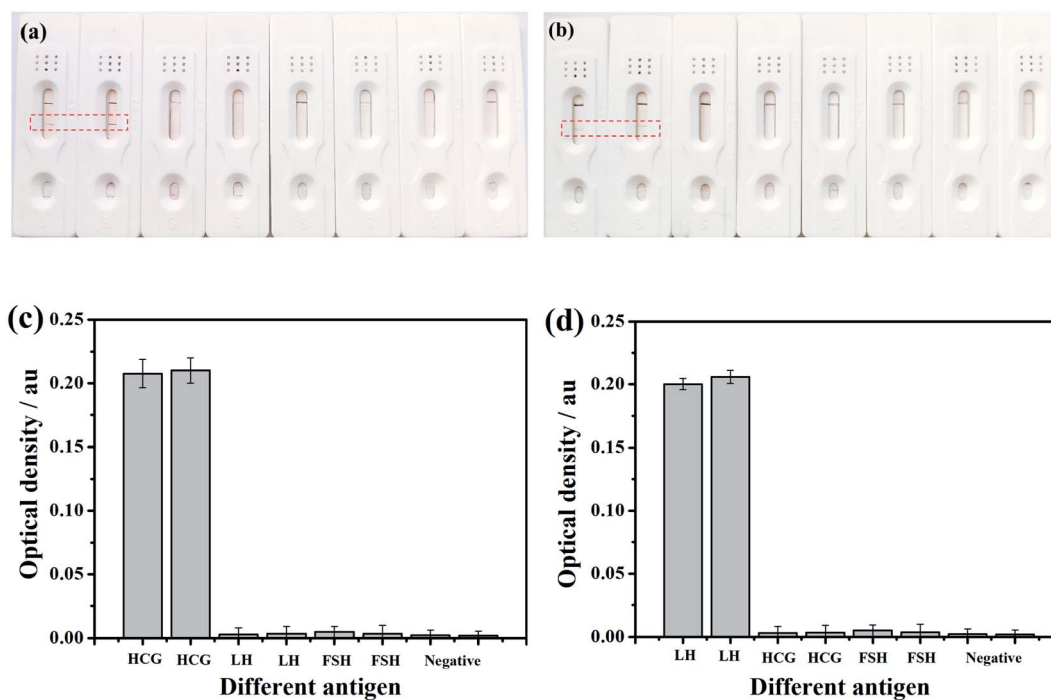 (a)
(b)
(c)
0.25
0.20
0.15
0.10
0.05
0.00
Optical density / au
HCG HCG LH LH FSH FSH Negative
Different antigen
(d)
0.25
0.20
0.15
0.10
0.05
0.00
Optical density / au
LH LH HCG HCG FSH FSH Negative
Different antigen